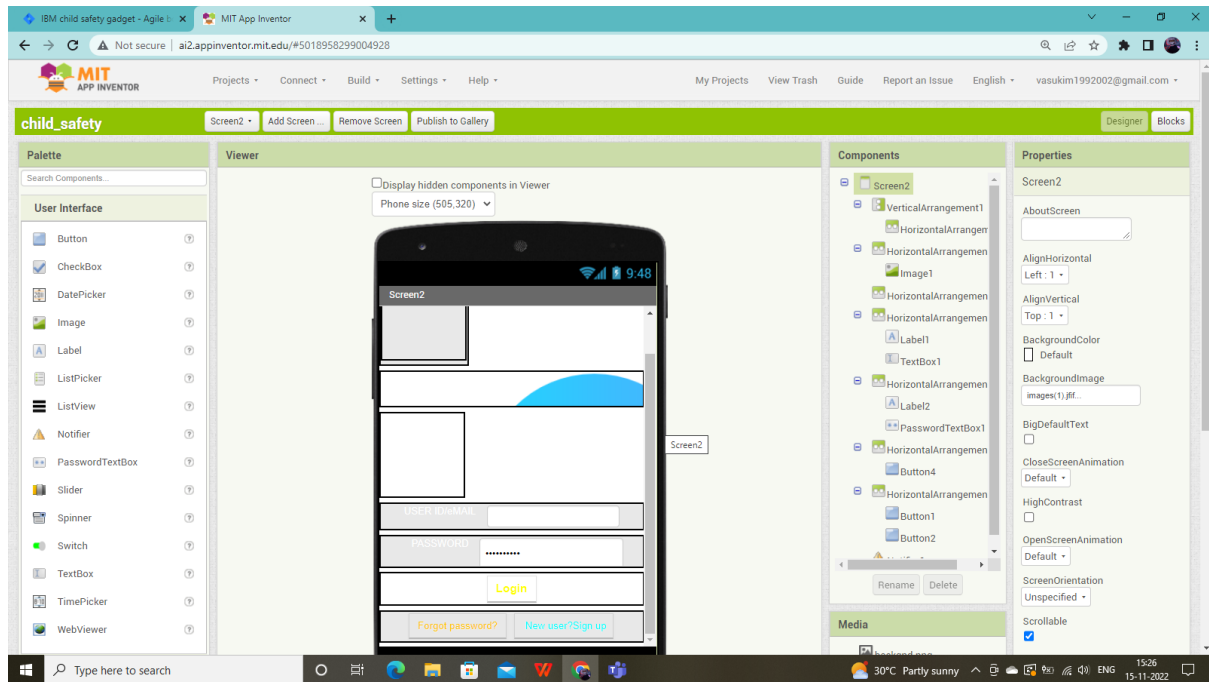 IBM child safety gadget - Agile b
MIT App Inventor
Not secure
ai2.appinventor.mit.edu/#5018958299004928
MIT
APP INVENTOR
Projects
Connect
Build
Settings
Help
My Projects
View Trash
Guide
Report an Issue
English
vasukim1992002@gmail.com
child_safety
Screen2
Add Screen ...
Remove Screen
Publish to Gallery
Designer
Blocks
Palette
Search Components...
User Interface
Button
CheckBox
DatePicker
Image
Label
ListPicker
ListView
Notifier
PasswordTextBox
Slider
Spinner
Switch
TextBox
TimePicker
WebViewer
Viewer
Display hidden components in Viewer
Phone size (505,320)
9:48
Screen2
USER ID/eMAIL
PASSWORD
Login
Forgot password?
New user?Sign up
Screen2
Components
Screen2
VerticalArrangement1
HorizontalArrangem
HorizontalArrangemen
Image1
HorizontalArrangemen
HorizontalArrangemen
Label1
TextBox1
HorizontalArrangemen
Label2
PasswordTextBox1
HorizontalArrangemen
Button4
HorizontalArrangemen
Button1
Button2
Rename
Delete
Media
backend.png
Properties
Screen2
AboutScreen
AlignHorizontal
Left : 1
AlignVertical
Top : 1
BackgroundColor
Default
BackgroundImage
images(1).jfif...
BigDefaultText
CloseScreenAnimation
Default
HighContrast
OpenScreenAnimation
Default
ScreenOrientation
Unspecified
Scrollable
Type here to search
30°C Partly sunny
ENG
15:26
15-11-2022